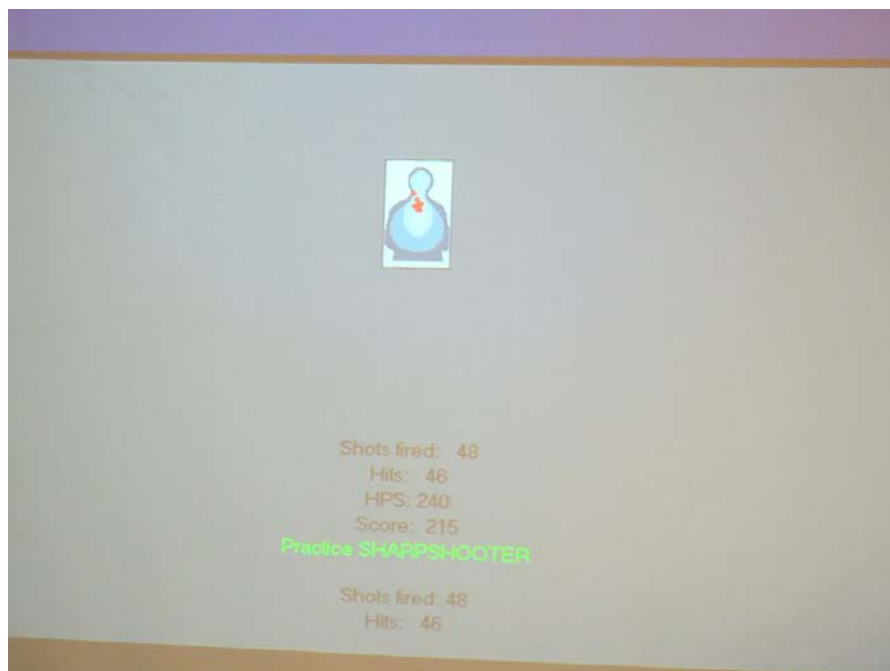 Shots fired: 48
Hits: 46
HPS: 240
Score: 215
Practice SHARPSHOOTER
Shots fired: 48
Hits: 46